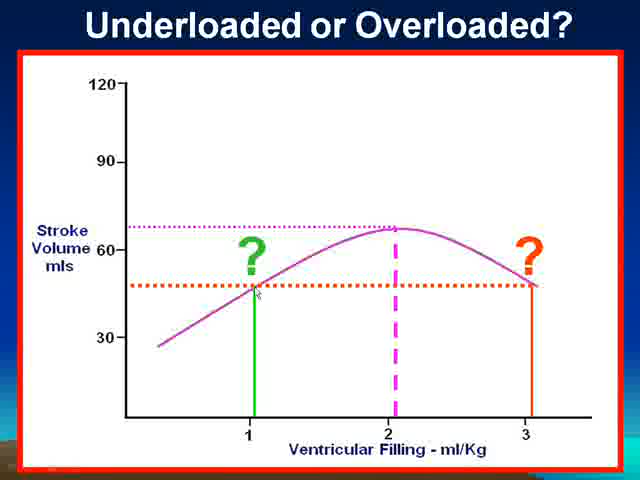 Underloaded or Overloaded?
120
90
Stroke
Volume
mls
60
30
?
?
1
2
3
Ventricular Filling - ml/Kg